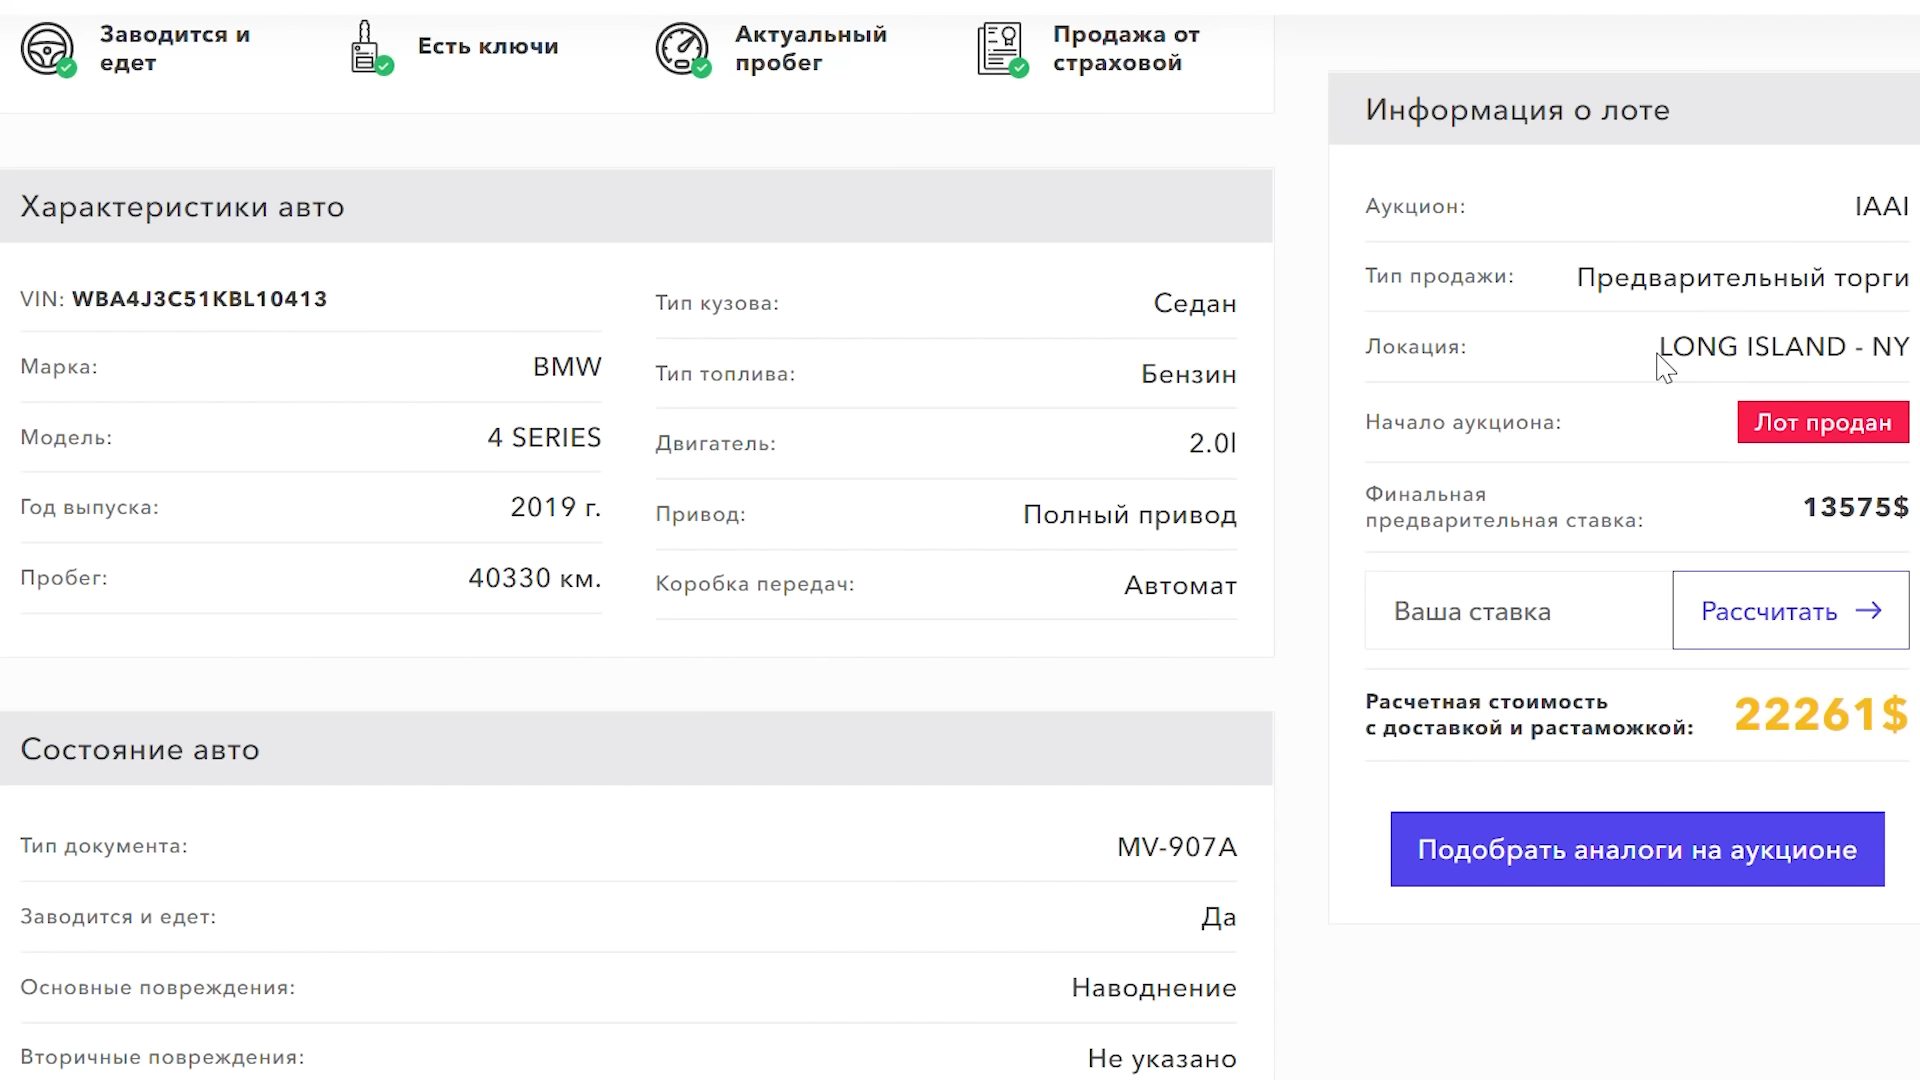 Заводится и
едет
Есть ключи
Актуальный
пробег
Продажа от
страховой
Характеристики авто
VIN: WBA4J3C51KBL10413
Марка: BMW
Модель: 4 SERIES
Год выпуска: 2019 г.
Пробег: 40330 км.
Тип кузова: Седан
Тип топлива: Бензин
Двигатель: 2.0l
Привод: Полный привод
Коробка передач: Автомат
Состояние авто
Тип документа: MV-907A
Заводится и едет: Да
Основные повреждения: Наводнение
Вторичные повреждения: Не указано
Информация о лоте
Аукцион: IAAI
Тип продажи: Предварительный торги
Локация: LONG ISLAND - NY
Начало аукциона: Лот продан
Финальная
предварительная ставка: 13575$
Ваша ставка Рассчитать →
Расчетная стоимость
с доставкой и растаможкой: 22261$
Подобрать аналоги на аукционе